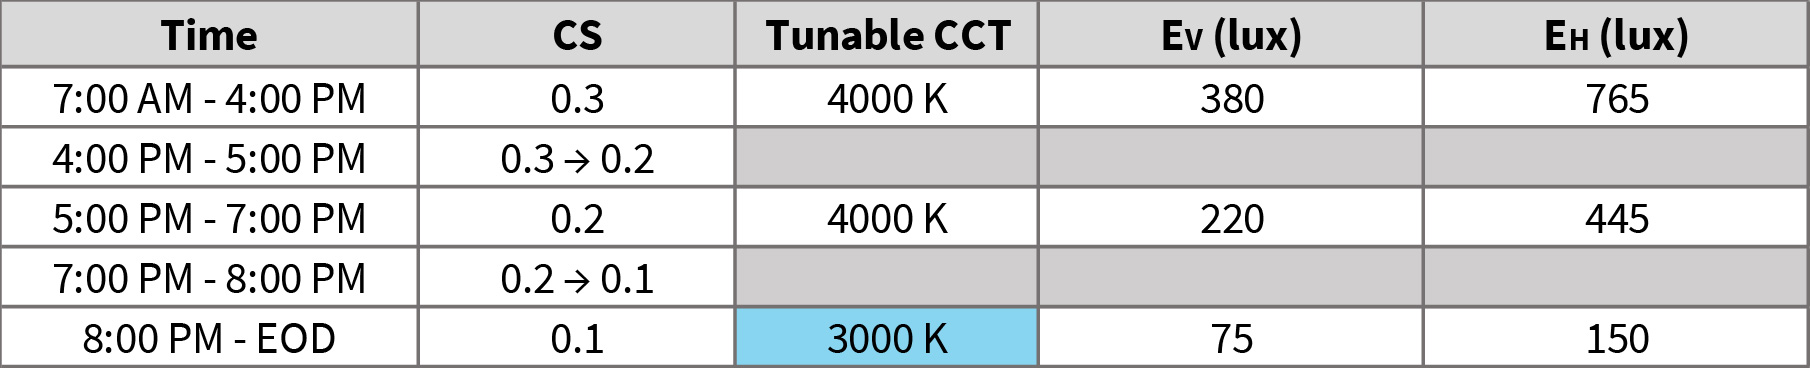 Time CS Tunable CCT Ev (lux) EH (lux)
7:00 AM - 4:00 PM 0.3 4000 K 380 765
4:00 PM - 5:00 PM 0.3 → 0.2
5:00 PM - 7:00 PM 0.2 4000 K 220 445
7:00 PM - 8:00 PM 0.2 → 0.1
8:00 PM - EOD 0.1 3000 K 75 150